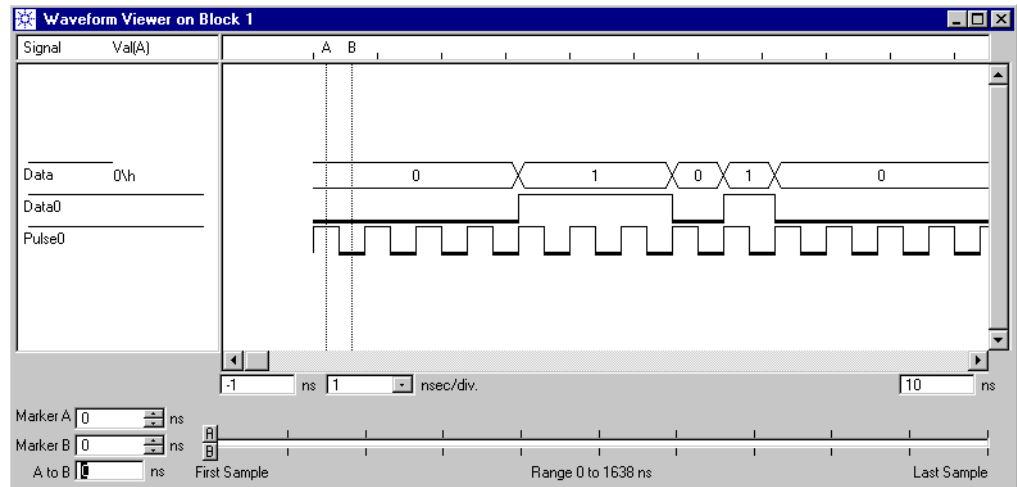 Waveform Viewer on Block 1
Signal Val(A)
A B
Data 0\h 0 1 0 1 0
Data0
Pulse0
-1 ns 1 nsec/div. 10 ns
Marker A 0 ns A
Marker B 0 ns B
A to B 0 ns First Sample Range 0 to 1638 ns Last Sample